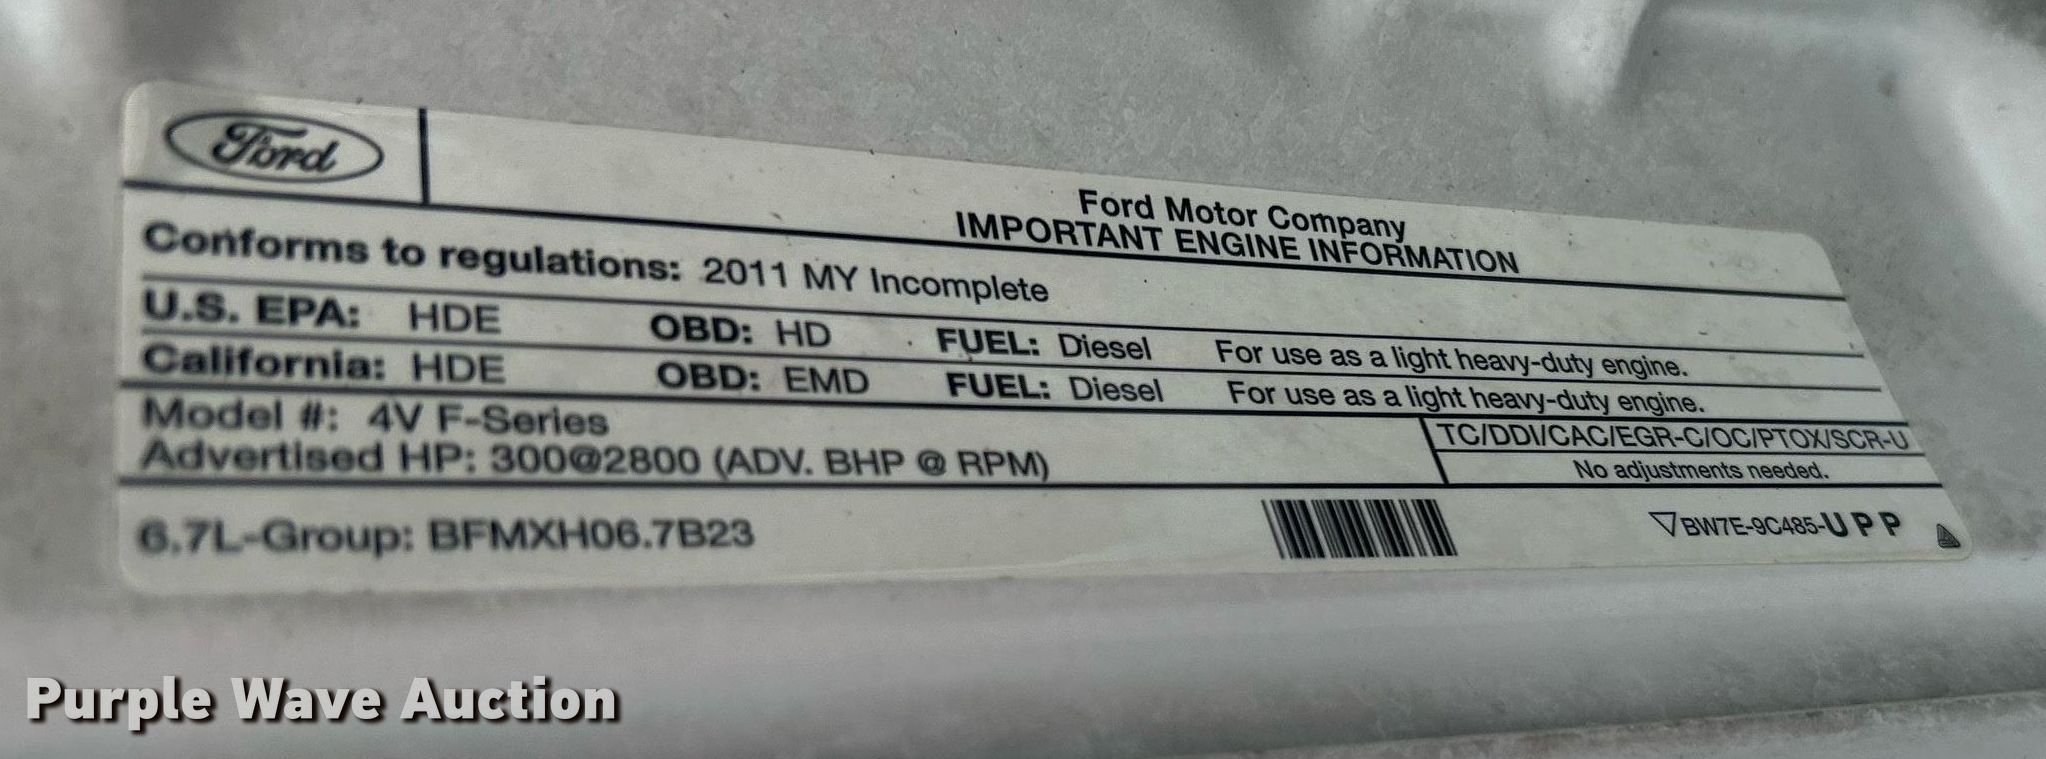 Ford
Ford Motor Company
IMPORTANT ENGINE INFORMATION
Conforms to regulations: 2011 MY Incomplete
U.S. EPA: HDE OBD: HD FUEL: Diesel For use as a light heavy-duty engine.
California: HDE OBD: EMD FUEL: Diesel For use as a light heavy-duty engine.
Model #: 4V F-Series
Advertised HP: 300@2800 (ADV. BHP @ RPM)
TC/DDI/CAC/EGR-C/OC/PTOX/SCR-U
No adjustments needed.
6.7L-Group: BFMXH06.7B23
BW7E-9C485-UPP
Purple Wave Auction